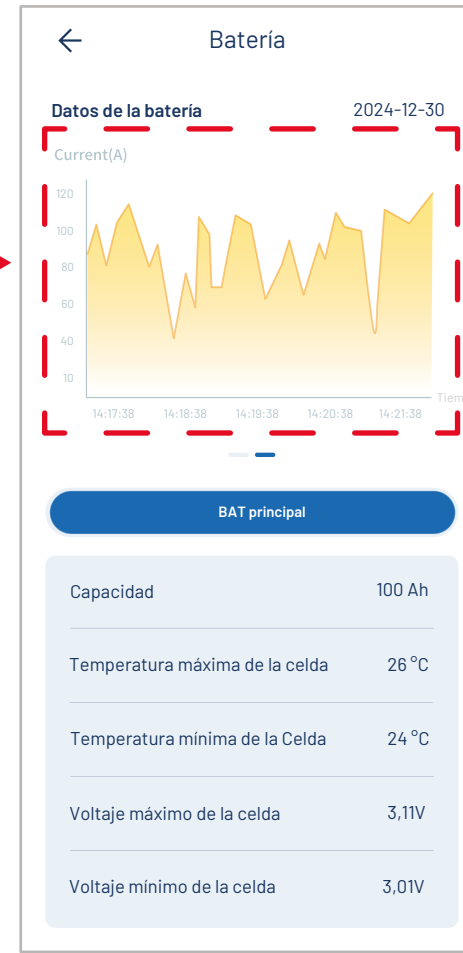 Batería
Datos de la batería 2024-12-30
Current(A)
120
100
80
60
40
10
Tiem
14:17:38 14:18:38 14:19:38 14:20:38 14:21:38
BAT principal
Capacidad 100 Ah
Temperatura máxima de la celda 26°C
Temperatura mínima de la Celda 24°C
Voltaje máximo de la celda 3,11V
Voltaje mínimo de la celda 3,01V